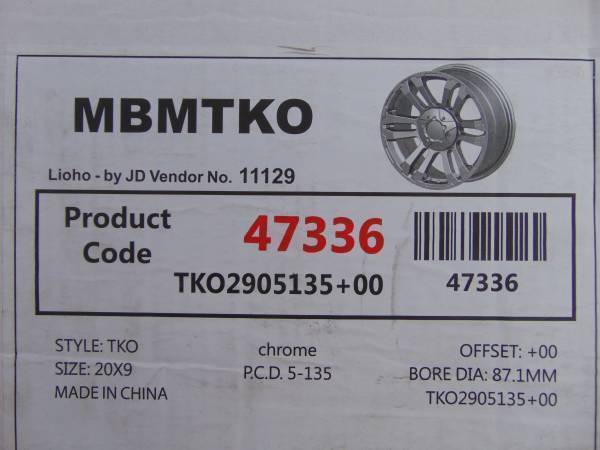 MBMTKO
Lioho - by JD Vendor No. 11129
Product Code
47336
TKO2905135+00
47336
STYLE: TKO
SIZE: 20X9
MADE IN CHINA
chrome
P.C.D. 5-135
OFFSET: +00
BORE DIA: 87.1MM
TKO2905135+00